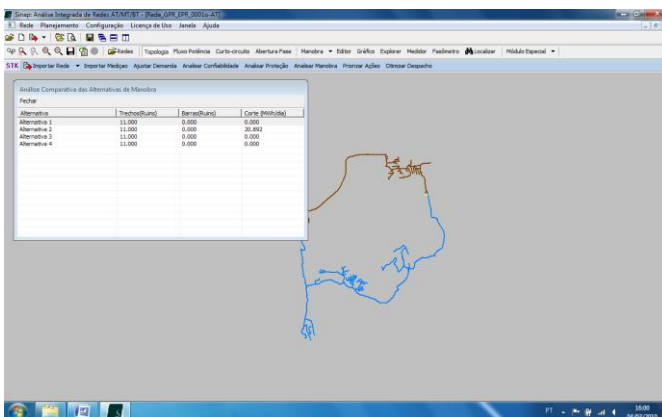 Sinap: Análise Integrada de Redes AT/MT/BT - [Rede_GPR_EPR_0001o-AT]
Rede Planejamento Configuração Licença de Uso Janela Ajuda
Redes Topologia Fluxo Potência Curto-circuito Abertura Fase Manobra Editor Gráfico Explorer Medidor Fasímetro Localizar Módulo Especial
STK Importar Rede Importar Medição Ajustar Demanda Analisar Confiabilidade Analisar Proteção Analisar Manobra Priorizar Ações Otimizar Despacho
Análise Comparativa das Alternativas de Manobra
Fechar
Alternativa Trechos(Ruins) Barras(Ruins) Corte (MWh/dia)
Alternativa 1 11.000 0.000 0.000
Alternativa 2 11.000 0.000 20.892
Alternativa 3 11.000 0.000 0.000
Alternativa 4 11.000 0.000 0.000
PT 16:00